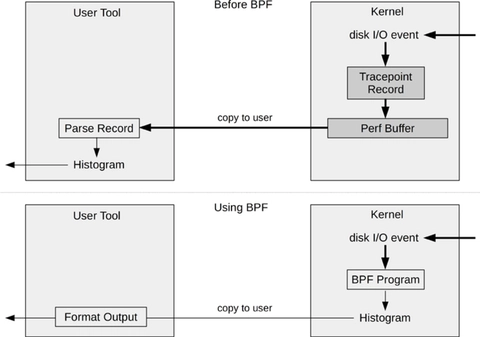 Before BPF
User Tool
Kernel
disk I/O event
Tracepoint
Record
copy to user
Parse Record
Perf Buffer
Histogram
Using BPF
User Tool
Kernel
disk I/O event
BPF Program
copy to user
Format Output
Histogram